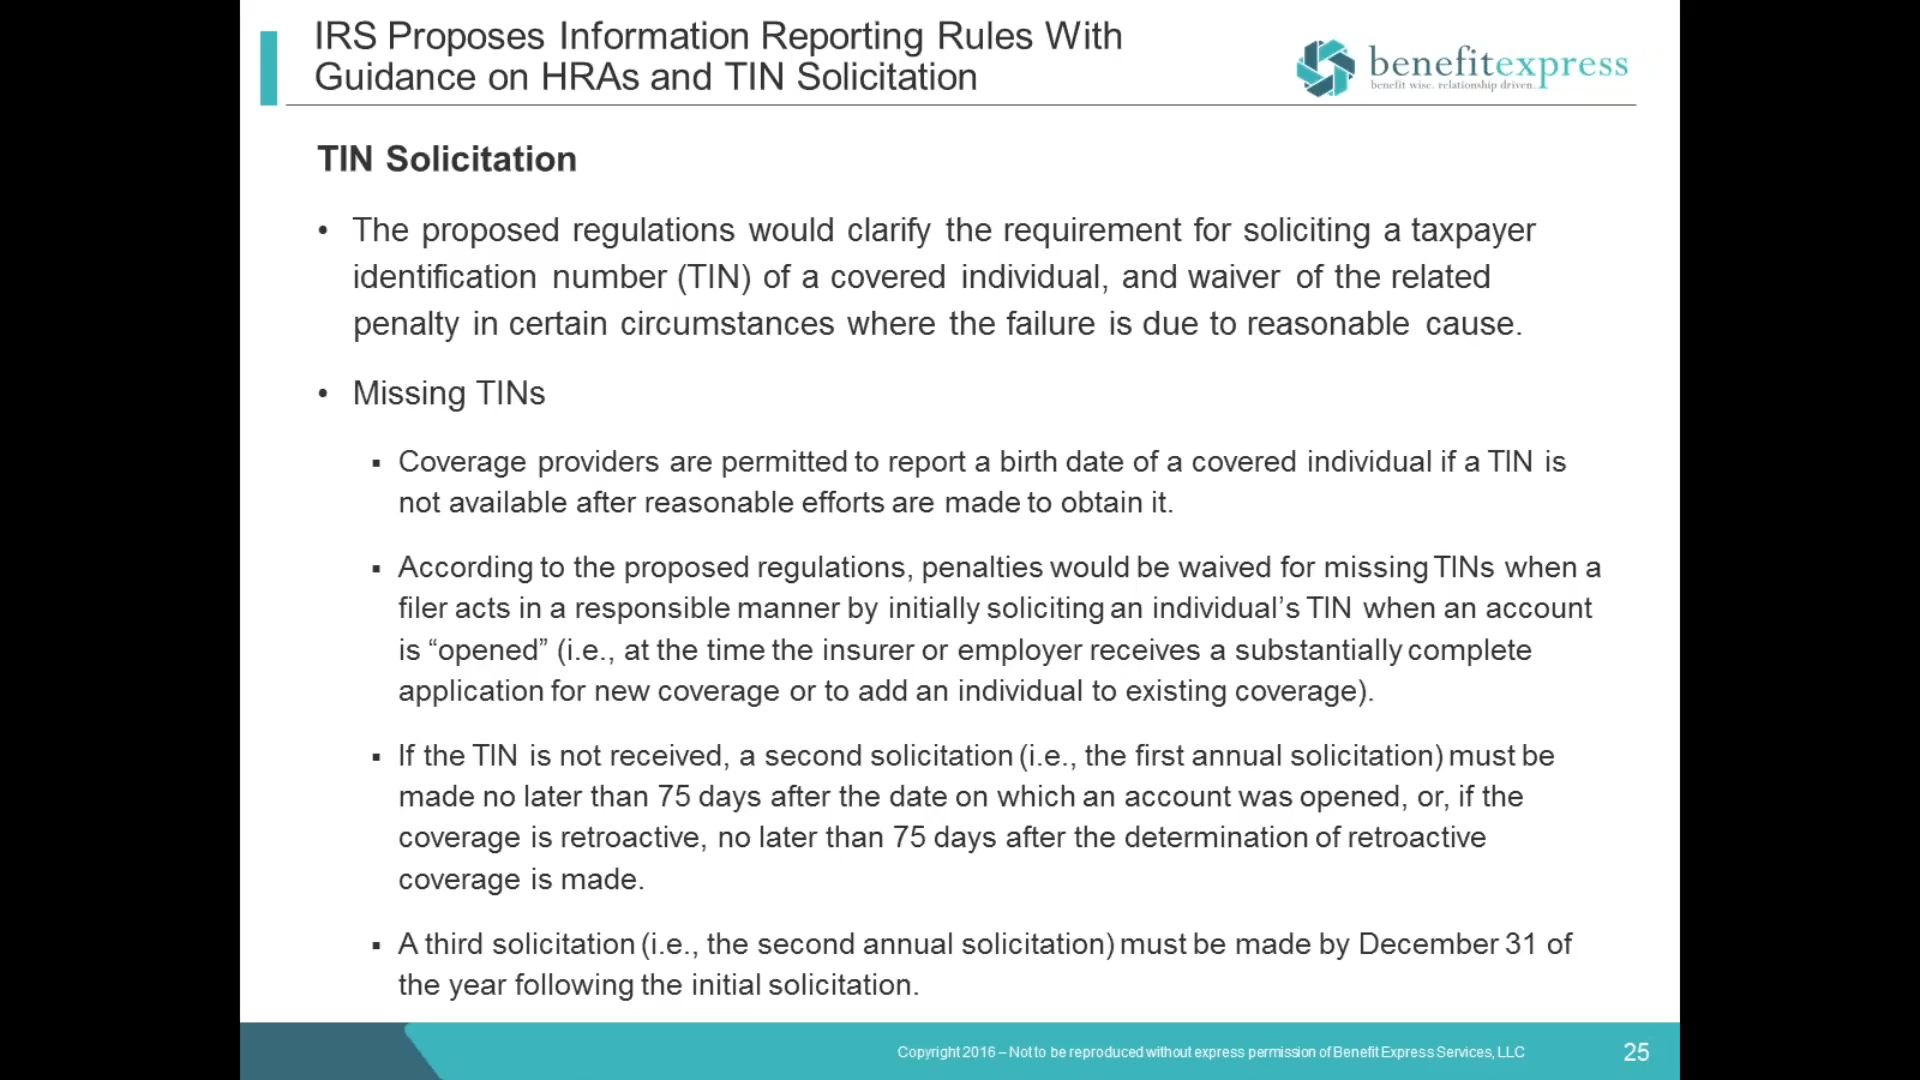 IRS Proposes Information Reporting Rules With
Guidance on HRAs and TIN Solicitation
benefitexpress
benefit wise. relationship driven.
TIN Solicitation
• The proposed regulations would clarify the requirement for soliciting a taxpayer
identification number (TIN) of a covered individual, and waiver of the related
penalty in certain circumstances where the failure is due to reasonable cause.
• Missing TINs
▪ Coverage providers are permitted to report a birth date of a covered individual if a TIN is
not available after reasonable efforts are made to obtain it.
▪ According to the proposed regulations, penalties would be waived for missing TINs when a
filer acts in a responsible manner by initially soliciting an individual’s TIN when an account
is “opened” (i.e., at the time the insurer or employer receives a substantially complete
application for new coverage or to add an individual to existing coverage).
▪ If the TIN is not received, a second solicitation (i.e., the first annual solicitation) must be
made no later than 75 days after the date on which an account was opened, or, if the
coverage is retroactive, no later than 75 days after the determination of retroactive
coverage is made.
▪ A third solicitation (i.e., the second annual solicitation) must be made by December 31 of
the year following the initial solicitation.
Copyright 2016 – Not to be reproduced without express permission of Benefit Express Services, LLC
25